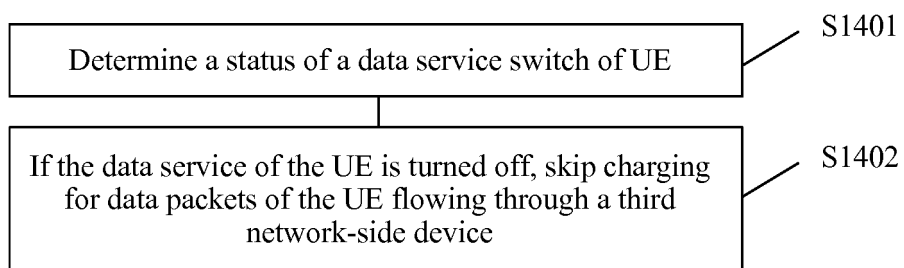 S1401
Determine a status of a data service switch of UE
S1402
If the data service of the UE is turned off, skip charging
for data packets of the UE flowing through a third
network-side device